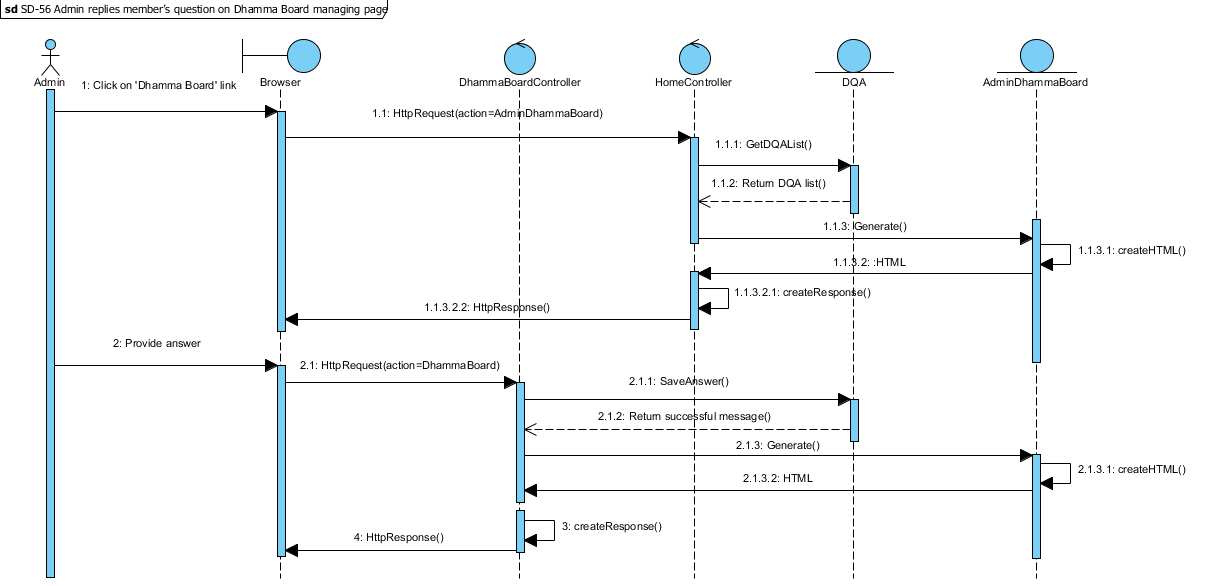 sd SD-56 Admin replies member's question on Dhamma Board managing page
Admin
Browser
DhammaBoardController
HomeController
DQA
AdminDhammaBoard
1: Click on 'Dhamma Board' link
1.1: HttpRequest(action=AdminDhammaBoard)
1.1.1: GetDQAList()
1.1.2: Return DQA list()
1.1.3: Generate()
1.1.3.1: createHTML()
1.1.3.2: :HTML
1.1.3.2.1: createResponse()
1.1.3.2.2: HttpResponse()
2: Provide answer
2.1: HttpRequest(action=DhammaBoard)
2.1.1: SaveAnswer()
2.1.2: Return successful message()
2.1.3: Generate()
2.1.3.1: createHTML()
2.1.3.2: HTML
3: createResponse()
4: HttpResponse()